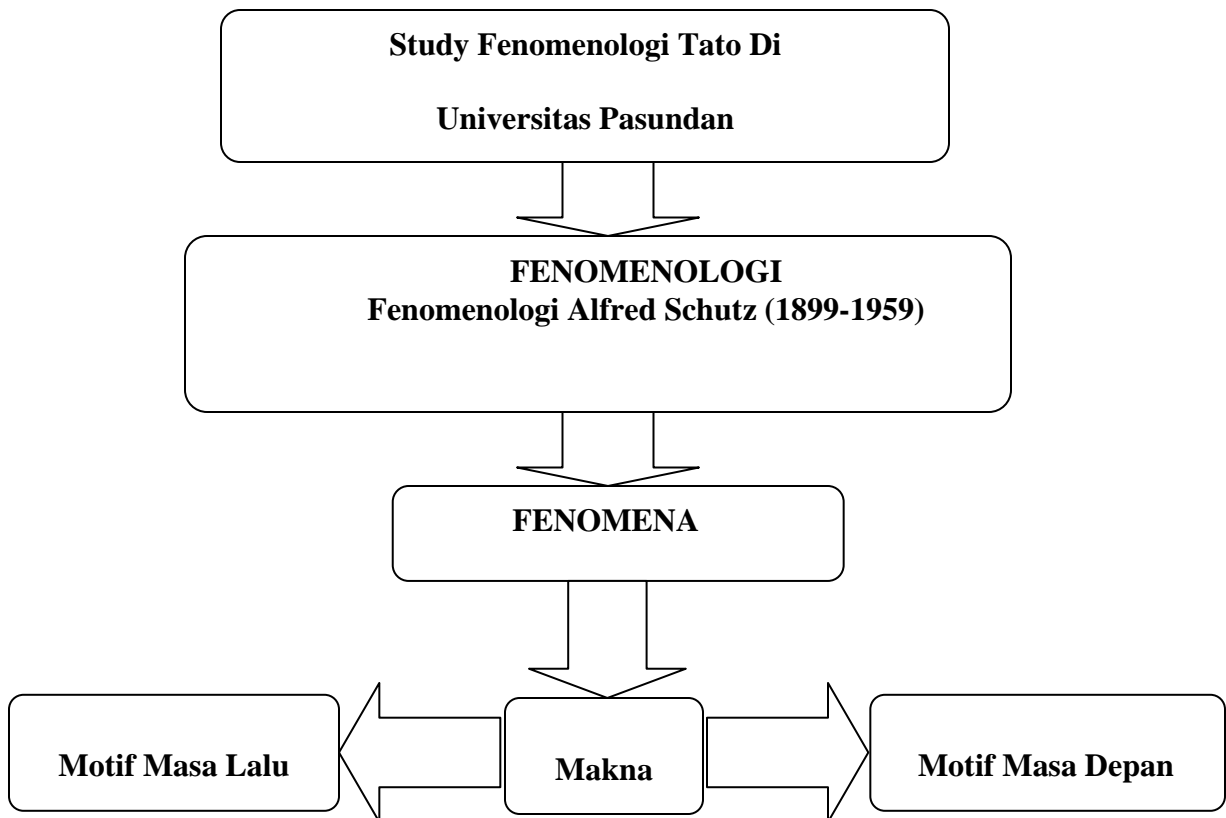 Study Fenomenologi Tato Di
Universitas Pasundan
FENOMENOLOGI
Fenomenologi Alfred Schutz (1899-1959)
FENOMENA
Motif Masa Lalu
Makna
Motif Masa Depan